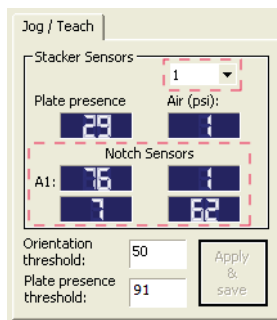 Jog / Teach
Stacker Sensors
1
Plate presence Air (psi):
29 1
Notch Sensors
A1: 76 1
7 62
Orientation threshold: 50
Plate presence threshold: 91
Apply & save